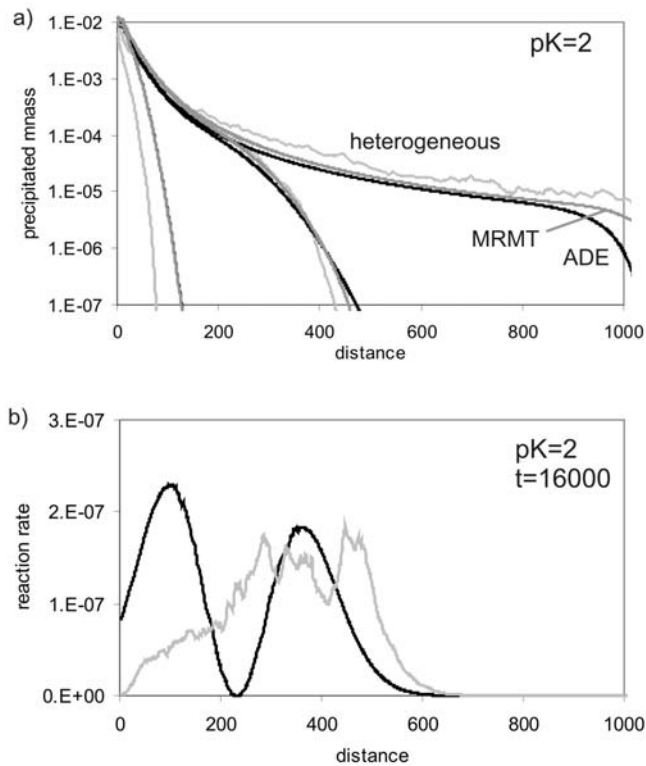 a)
1.E-02
pK=2
1.E-03
precipitated mnass
1.E-04
heterogeneous
1.E-05
MRMT
1.E-06
ADE
1.E-07
0 200 400 600 800 1000
distance
b)
3.E-07
pK=2
t=16000
2.E-07
reaction rate
1.E-07
0.E+00
0 200 400 600 800 1000
distance